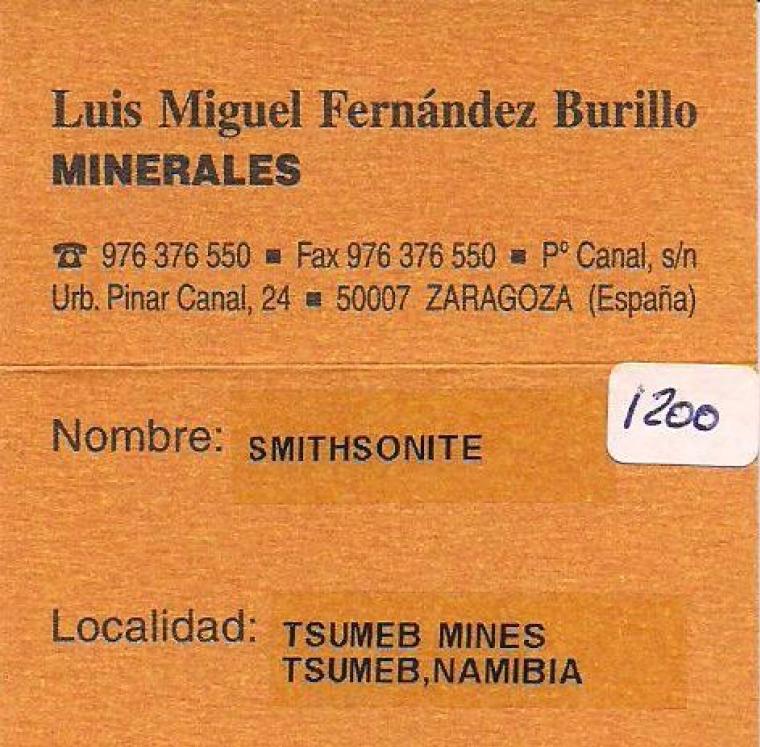 Luis Miguel Fernández Burillo
MINERALES
☎ 976 376 550 ■ Fax 976 376 550 ■ Pº Canal, s/n
Urb. Pinar Canal, 24 ■ 50007 ZARAGOZA (España)
1200
Nombre: SMITHSONITE
Localidad: TSUMEB MINES
TSUMEB,NAMIBIA